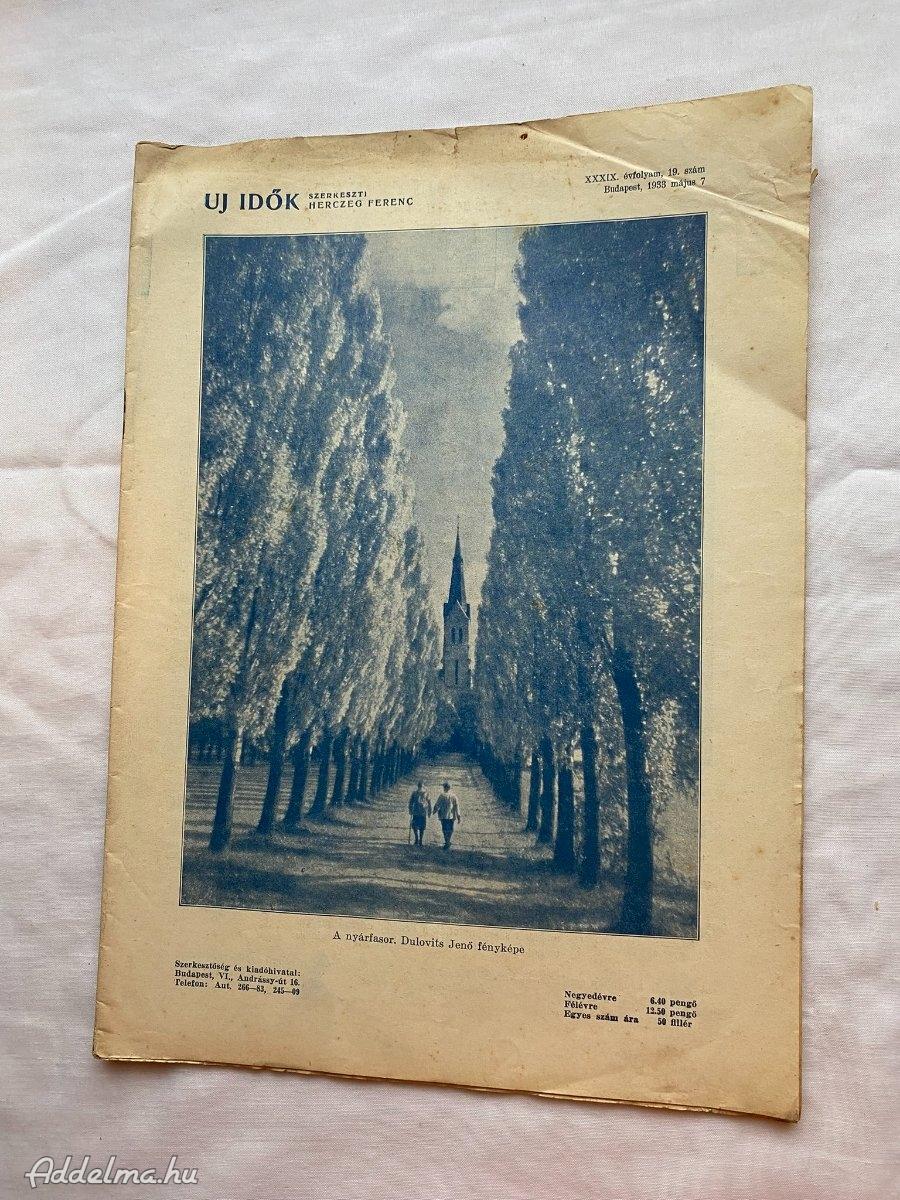 UJ IDŐK
SZERKESZTI
HERCZEG FERENC
XXXIX. évfolyam, 19. szám
Budapest, 1933 május 7
A nyárfasor. Dulovits Jenő fényképe
Szerkesztőség és kiadóhivatal:
Budapest, VI., Andrássy-út 16.
Telefon: Aut. 266—83, 245—09
Negyedévre 6.40 pengő
Félévre 12.50 pengő
Egyes szám ára 50 fillér
Addelma.hu